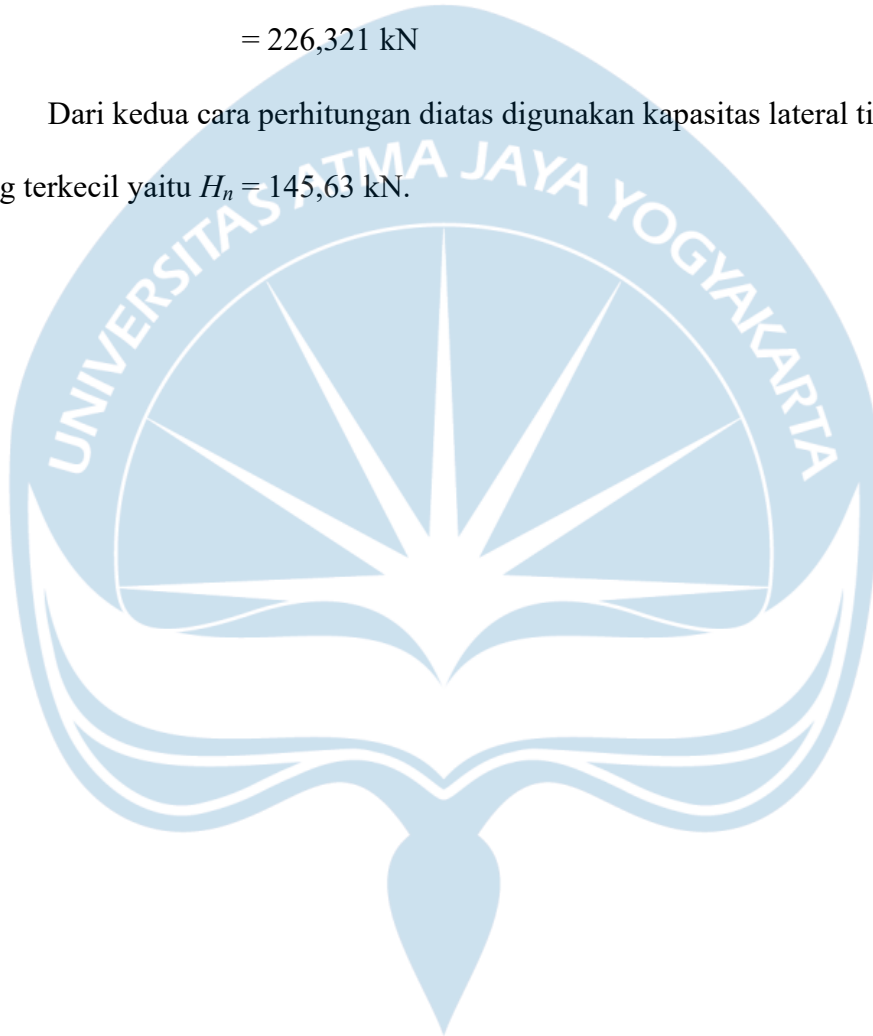 = 226,321 kN
Dari kedua cara perhitungan diatas digunakan kapasitas lateral ti
g terkecil yaitu Hn = 145,63 kN.
UNIVERSITAS ATMA JAYA YOGYAKARTA